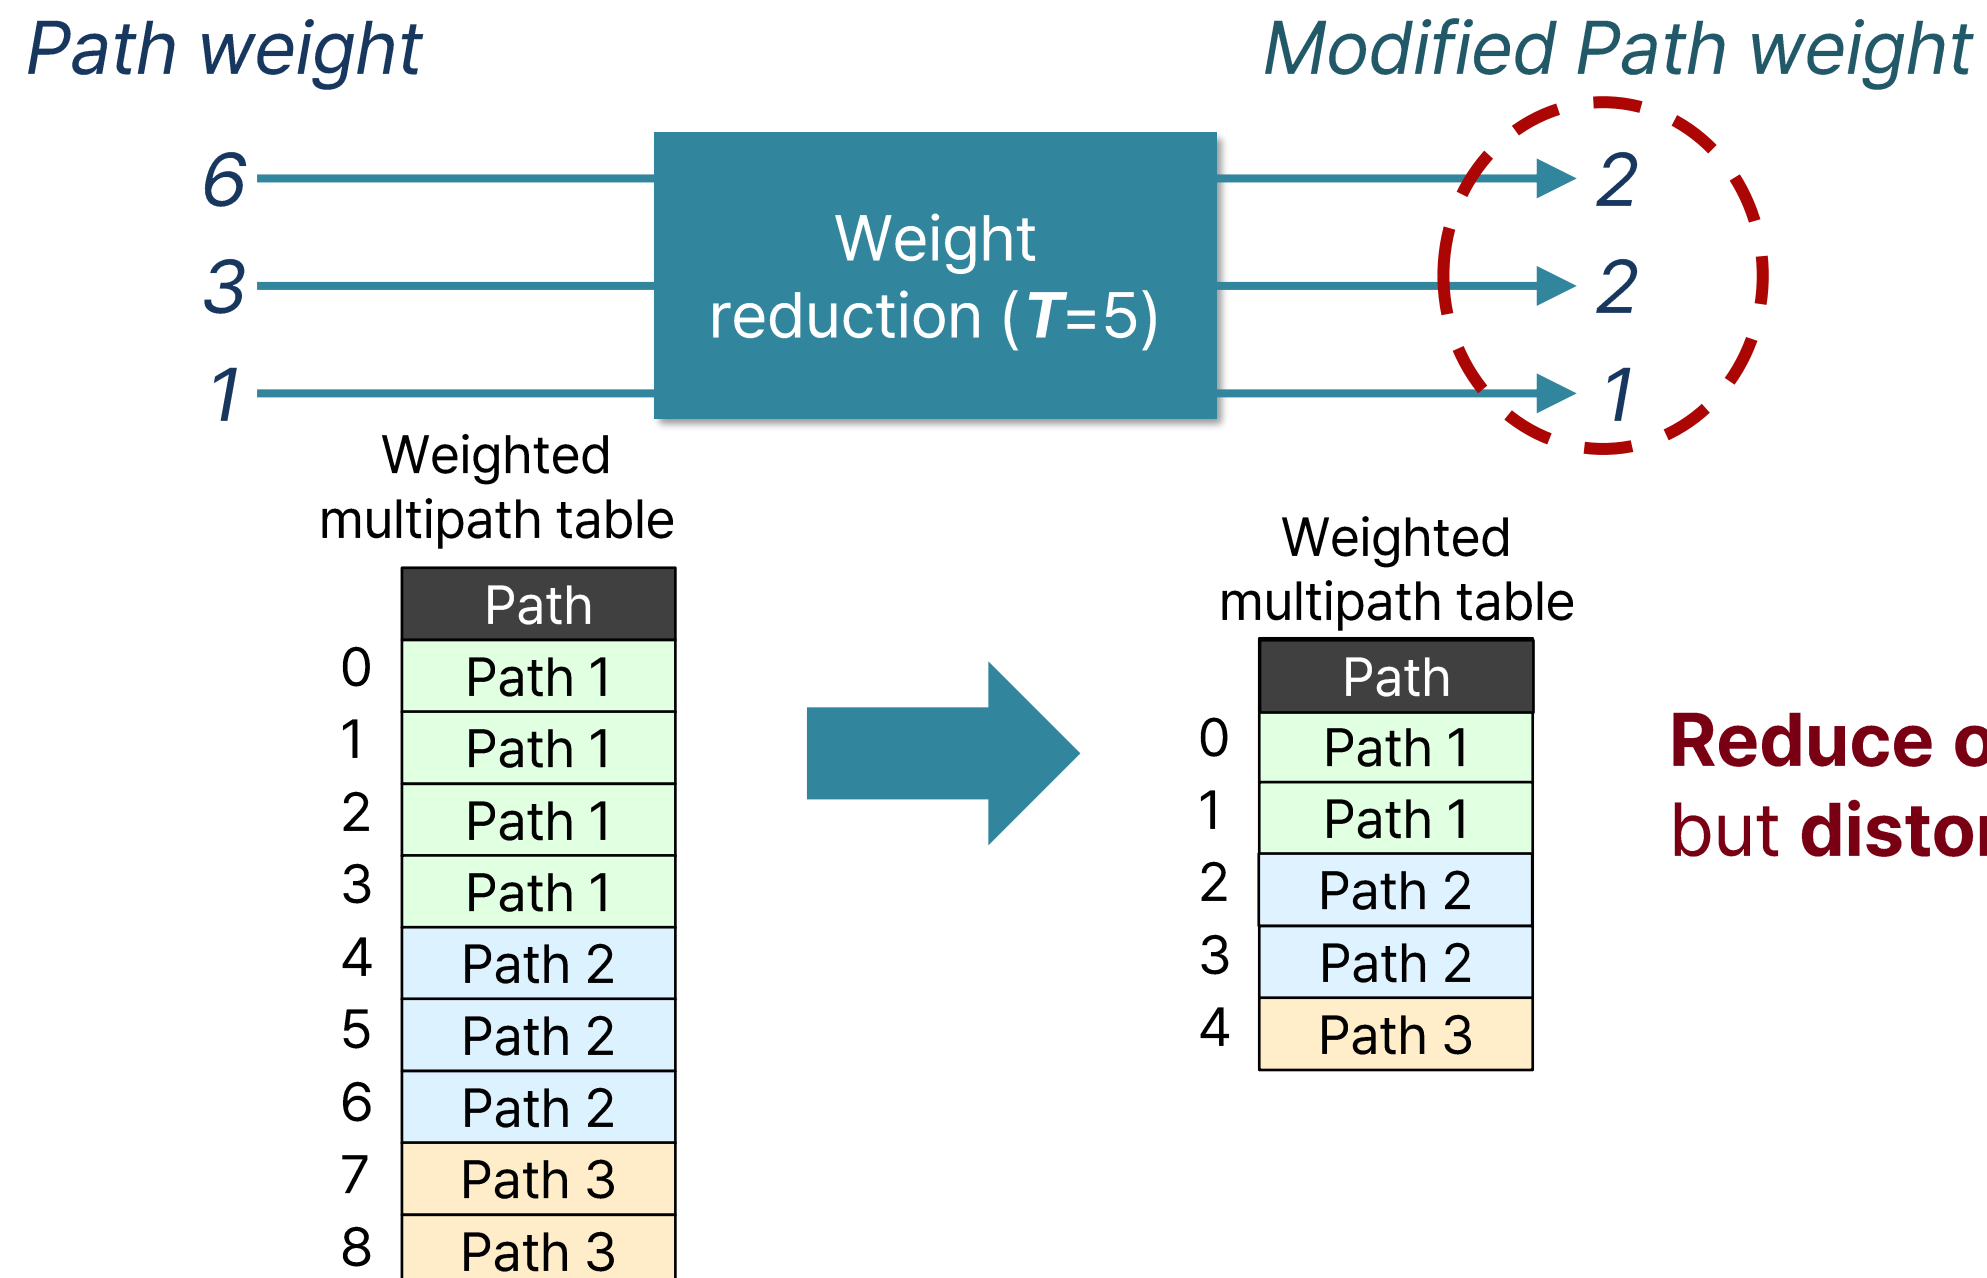 Path weight
Modified Path weight
6
3
1
Weight
reduction (T=5)
2
2
1
Weighted
multipath table
Path
0 Path 1
1 Path 1
2 Path 1
3 Path 1
4 Path 2
5 Path 2
6 Path 2
7 Path 3
8 Path 3
Weighted
multipath table
Path
0 Path 1
1 Path 1
2 Path 2
3 Path 2
4 Path 3
Reduce
but